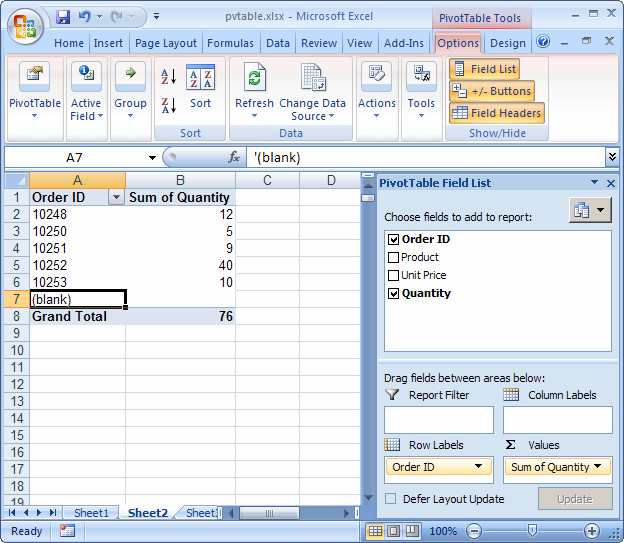 pvtable.xlsx - Microsoft Excel
PivotTable Tools
Home Insert Page Layout Formulas Data Review View Add-Ins Options Design
PivotTable
Active Field
Group
A Z
Z A
A Z Z A
Sort
Sort
Refresh
Change Data Source
Data
Actions
Tools
Field List
+/- Buttons
Field Headers
Show/Hide
A7
fx
'(blank)
A B C D
1 Order ID Sum of Quantity
2 10248 12
3 10250 5
4 10251 9
5 10252 40
6 10253 10
7 (blank)
8 Grand Total 76
9
10
11
12
13
14
15
16
17
18
19
PivotTable Field List
Choose fields to add to report:
Order ID
Product
Unit Price
Quantity
Drag fields between areas below:
Report Filter
Column Labels
Row Labels
Σ Values
Order ID
Sum of Quantity
Defer Layout Update
Update
Sheet1 Sheet2
Ready
100%